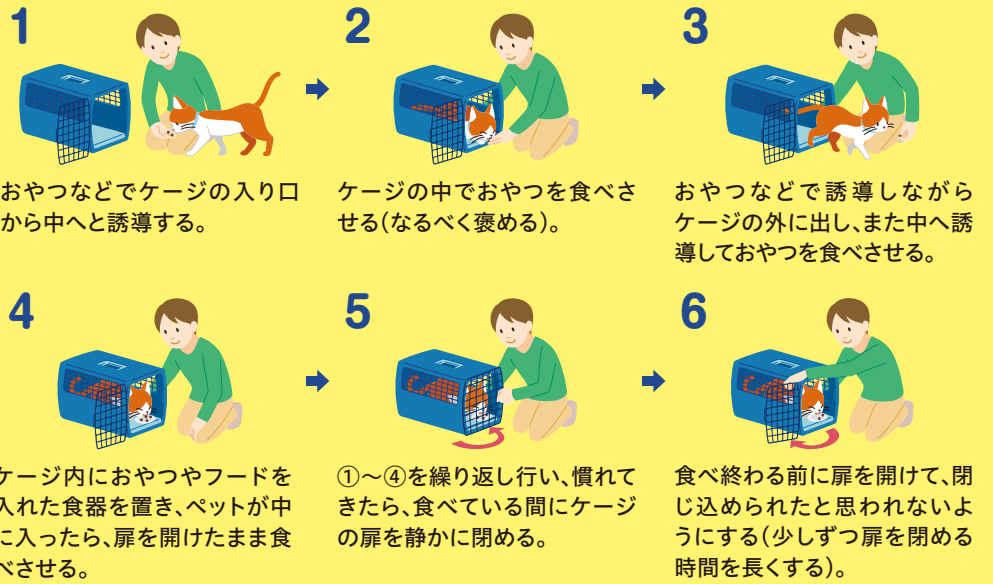 1
おやつなどでケージの入り口
から中へと誘導する。
2
ケージの中でおやつを食べさ
せる(なるべく褒める)。
3
おやつなどで誘導しながら
ケージの外に出し、また中へ誘
導しておやつを食べさせる。
4
ケージ内におやつやフードを
入れた食器を置き、ペットが中
に入ったら、扉を開けたまま食
べさせる。
5
①〜④を繰り返し行い、慣れて
きたら、食べている間にケージ
の扉を静かに閉める。
6
食べ終わる前に扉を開けて、閉
じ込められたと思われないよ
うにする(少しずつ扉を閉める
時間を長くする)。